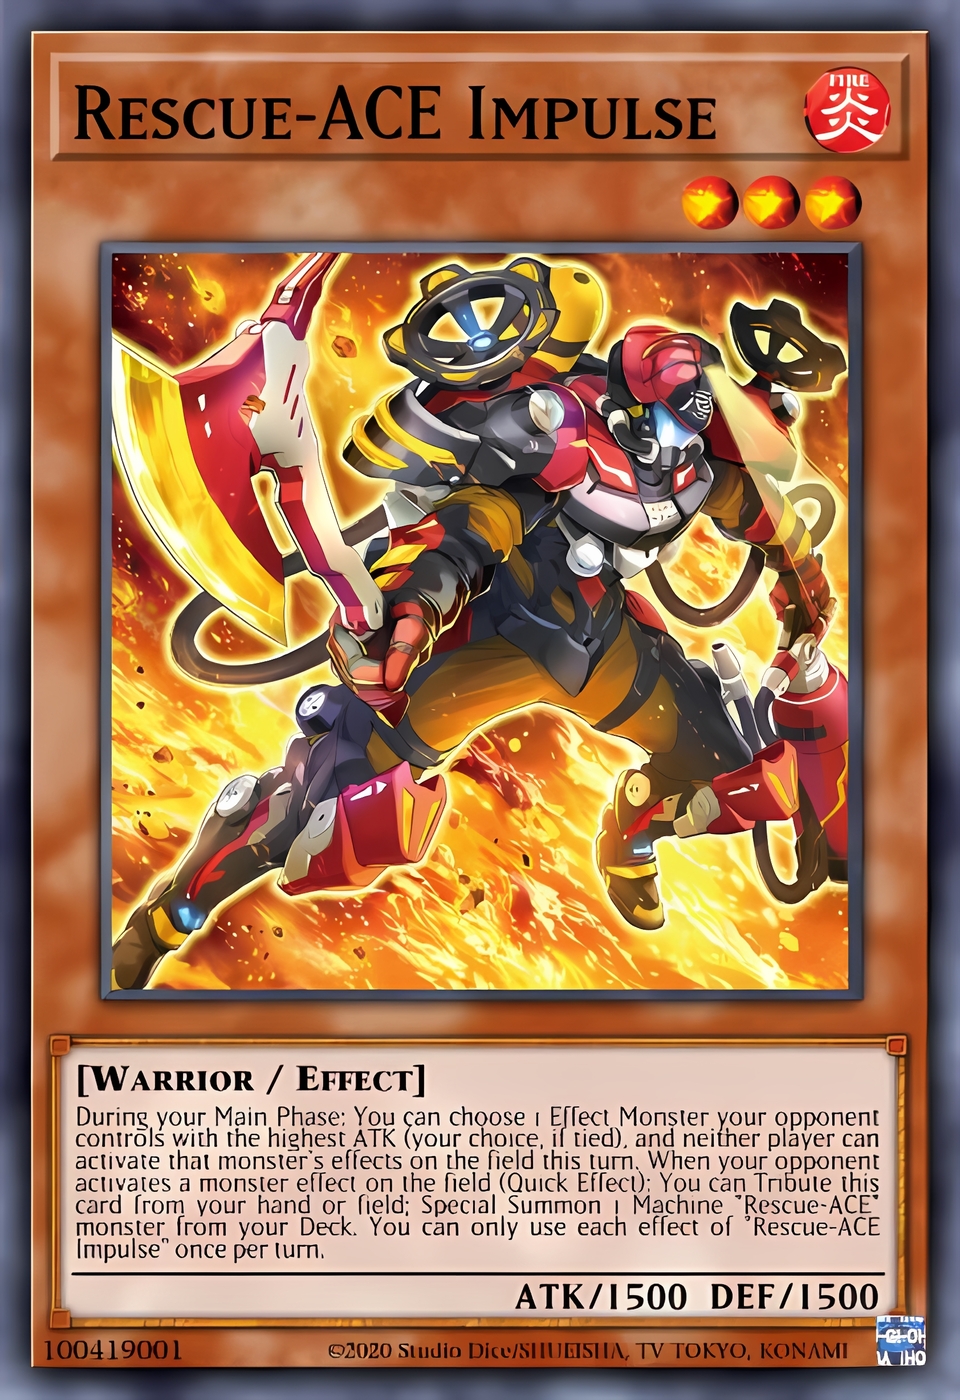 Rescue-ACE Impulse
炎
[Warrior / Effect]
During your Main Phase: You can choose 1 Effect Monster your opponent
controls with the highest ATK (your choice, if tied), and neither player can
activate that monster's effects on the field this turn. When your opponent
activates a monster effect on the field (Quick Effect): You can Tribute this
card from your hand or field; Special Summon 1 Machine "Rescue-ACE"
monster from your Deck. You can only use each effect of "Rescue-ACE
Impulse" once per turn.
ATK/1500 DEF/1500
100419001 ©2020 Studio Dice/SHUEISHA, TV TOKYO, KONAMI